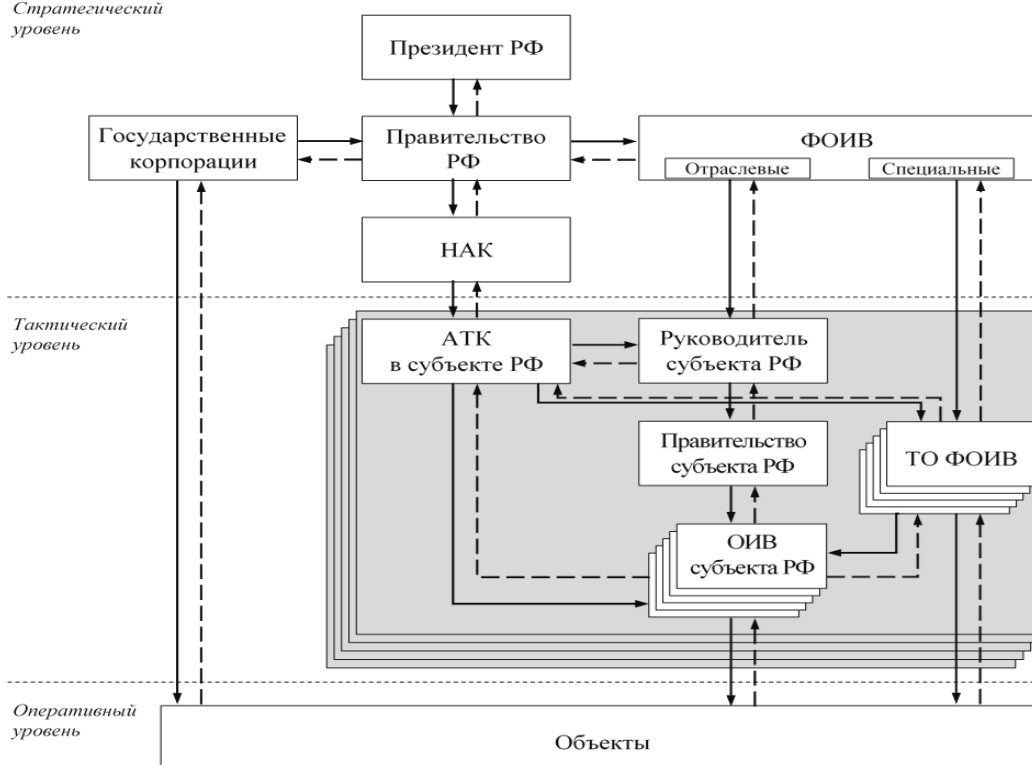 Стратегический
уровень
Президент РФ
Государственные
корпорации
Правительство
РФ
ФОИВ
Отраслевые
Специальные
НАК
Тактический
уровень
АТК
в субъекте РФ
Руководитель
субъекта РФ
Правительство
субъекта РФ
ТО ФОИВ
ОИВ
субъекта РФ
Оперативный
уровень
Объекты